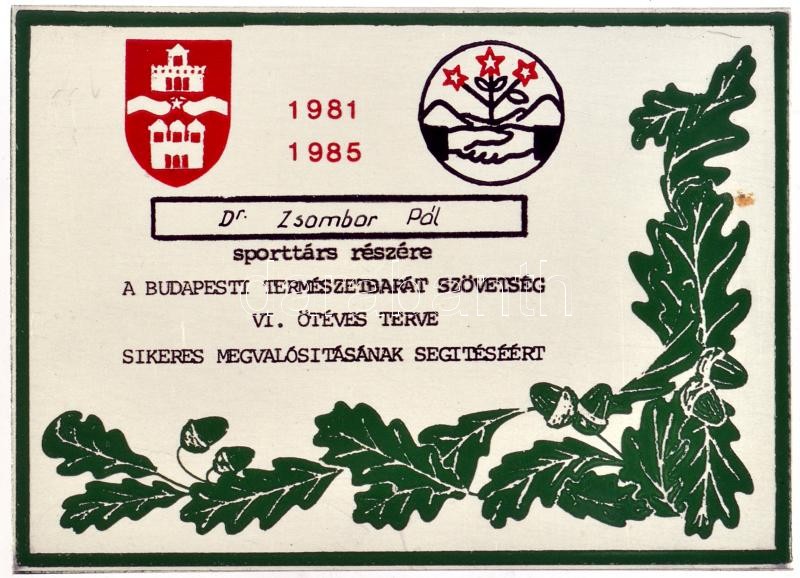 1981
1985
Dr. Zsombor Pál
sporttárs részére
A BUDAPESTI TERMÉSZETBARÁT SZÖVETSÉG
VI. ÖTÉVES TERVE
SIKERES MEGVALÓSITÁSÁNAK SEGITÉSÉÉRT